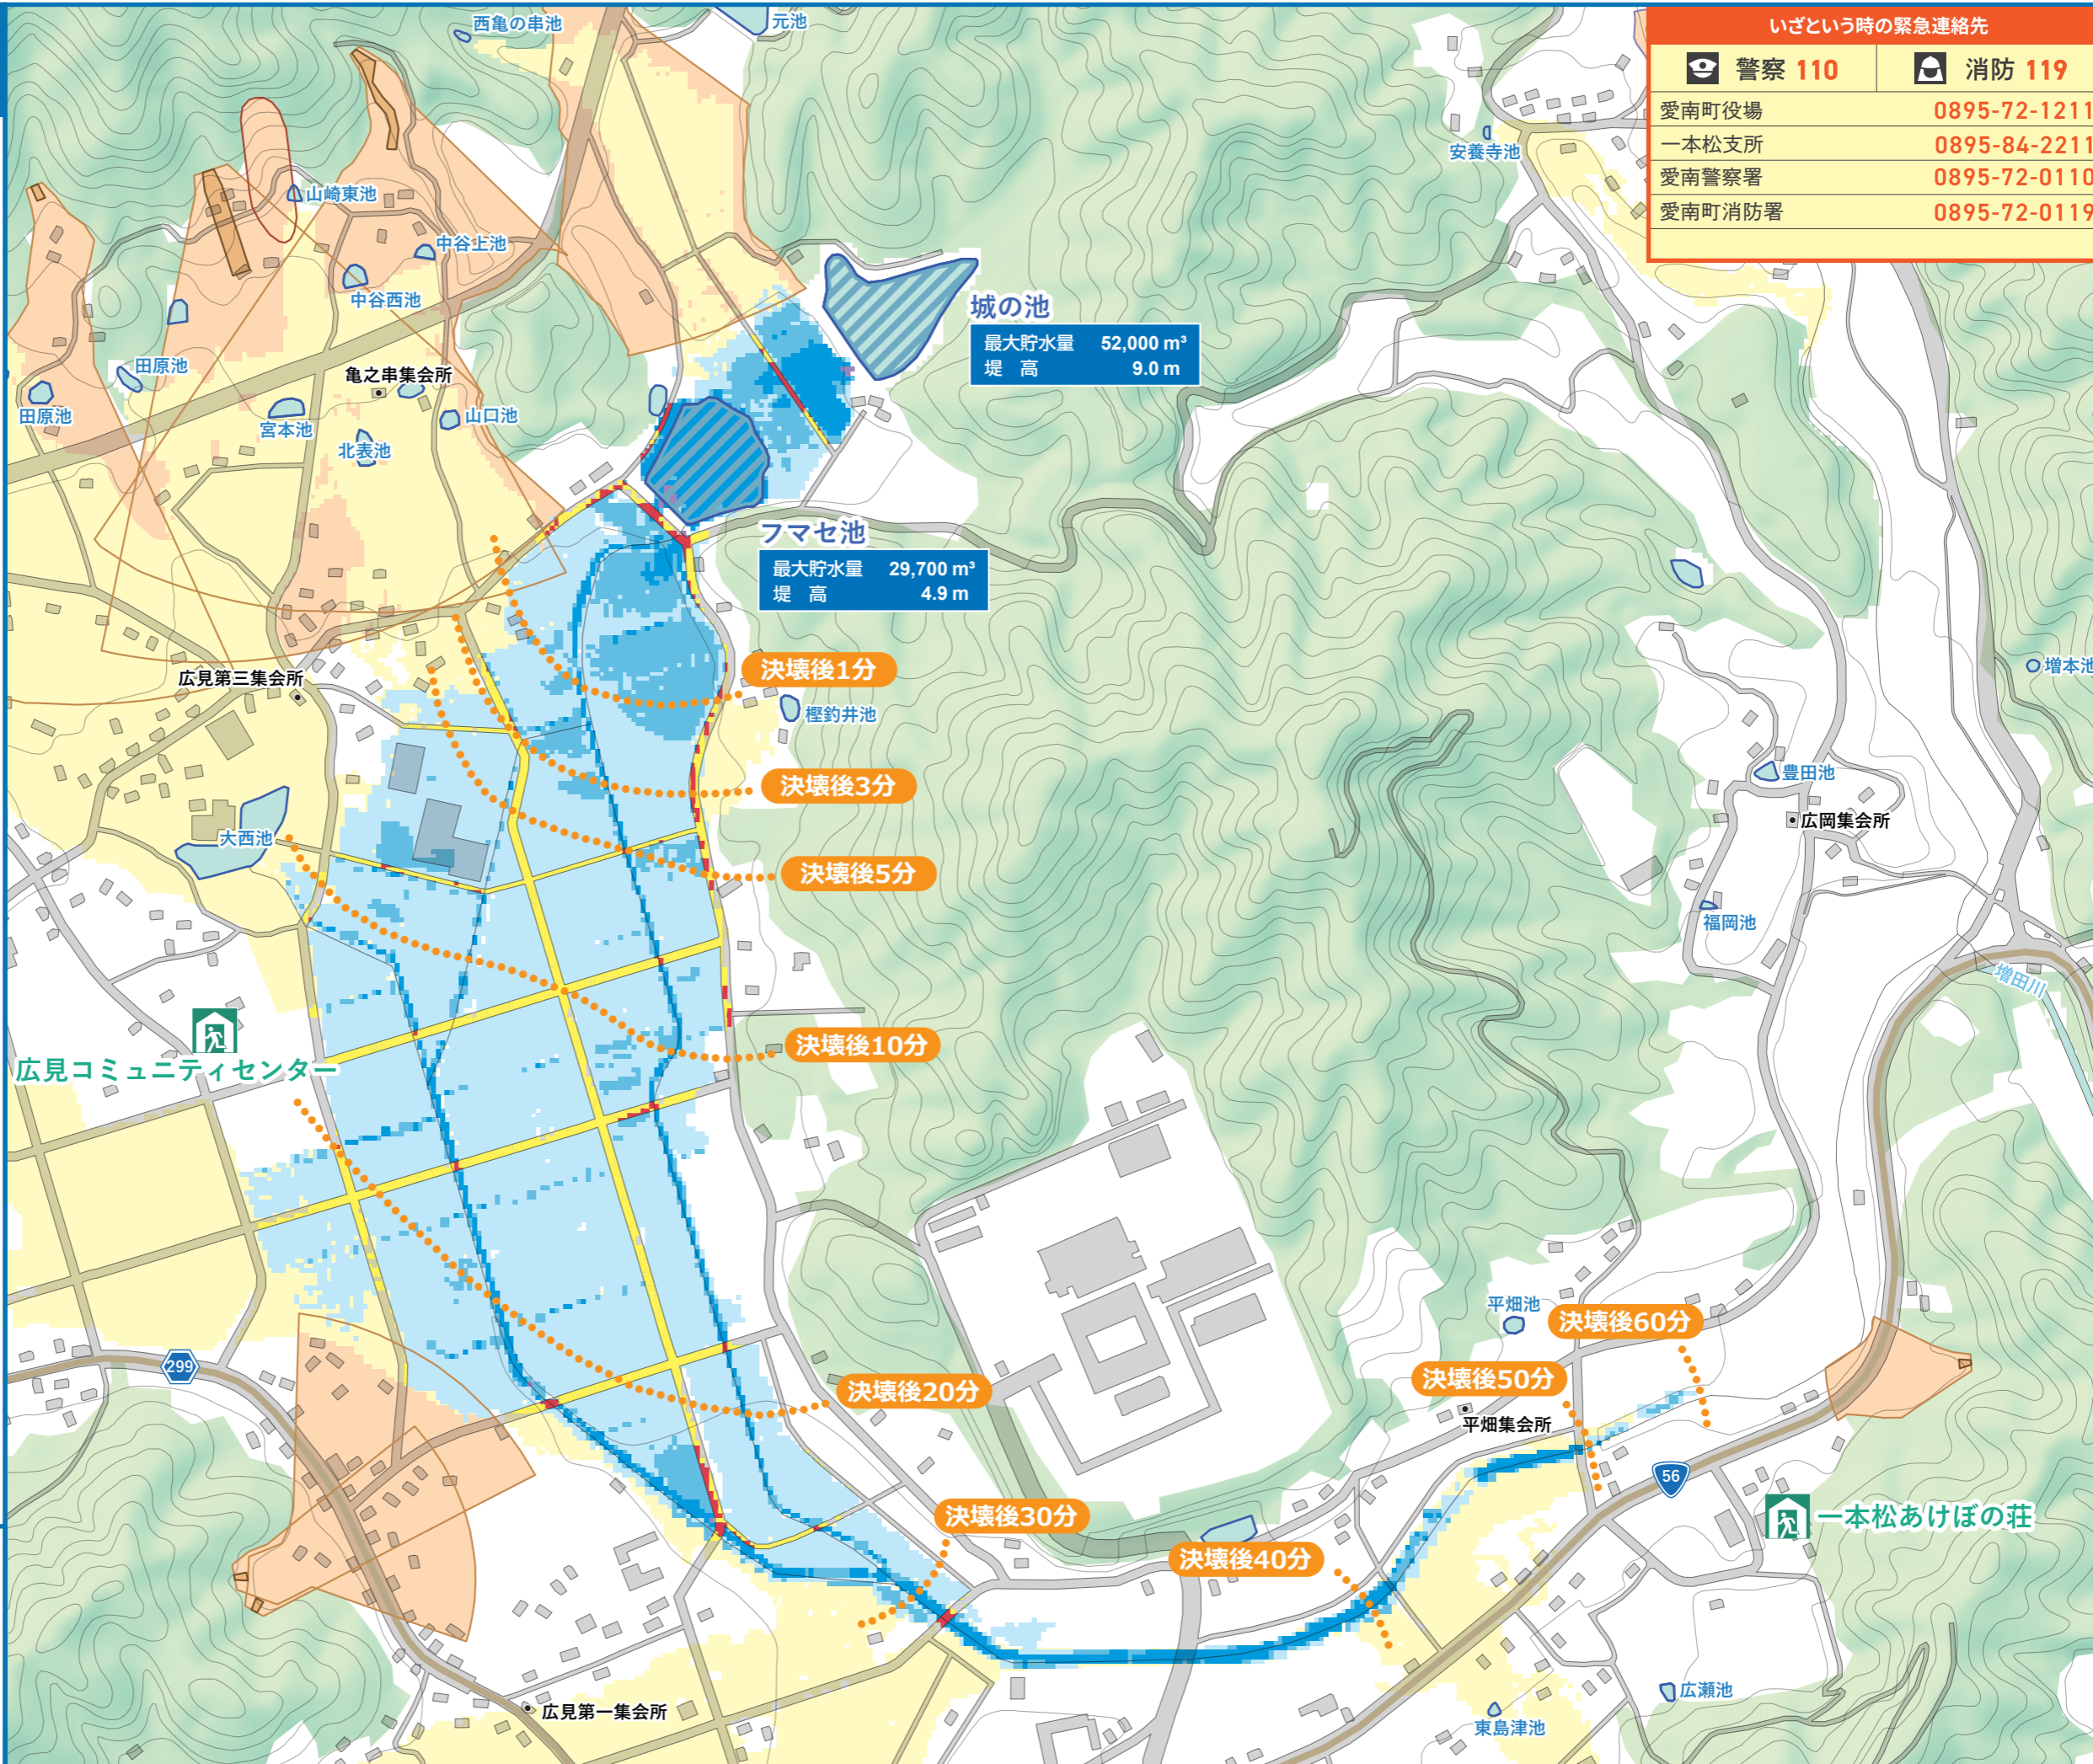 西亀の串池
元池
いざという時の緊急連絡先
警察 110
消防 119
愛南町役場 0895-72-1211
一本松支所 0895-84-2211
愛南警察署 0895-72-0110
愛南町消防署 0895-72-0119
安養寺池
山崎東池
中谷上池
中谷西池
城の池
最大貯水量 52,000 m³
堤 高 9.0 m
田原池
亀之串集会所
田原池
宮本池
山口池
北表池
フマセ池
最大貯水量 29,700 m³
堤 高 4.9 m
広見第三集会所
決壊後1分
増本池
樫釣井池
決壊後3分
豊田池
広岡集会所
大西池
決壊後5分
福岡池
増田川
広見コミュニティセンター
決壊後10分
平畑池
決壊後60分
299
決壊後50分
決壊後20分
平畑集会所
56
決壊後30分
一本松あけぼの荘
決壊後40分
広瀬池
広見第一集会所
東島津池